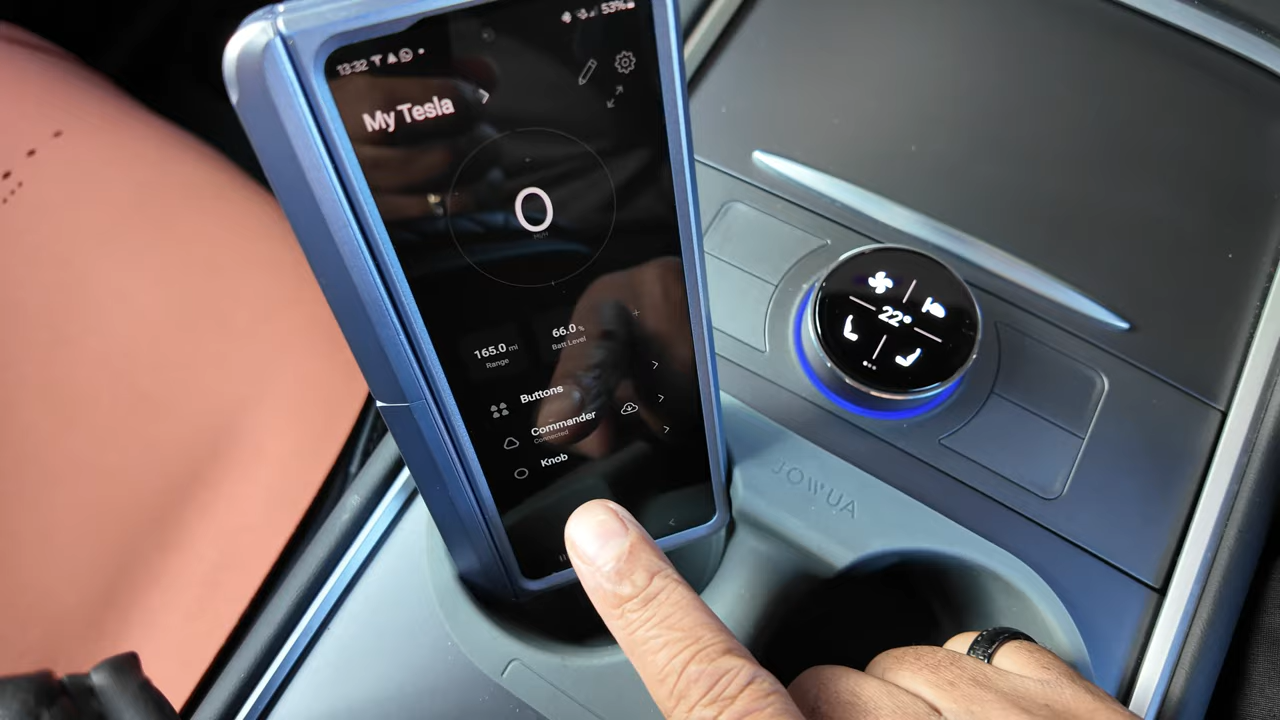 13:32
53%
My Tesla
0
165.0 mi
Range
66.0 %
Batt Level
Buttons
Commander
Connected
Knob
22°
JOWUA